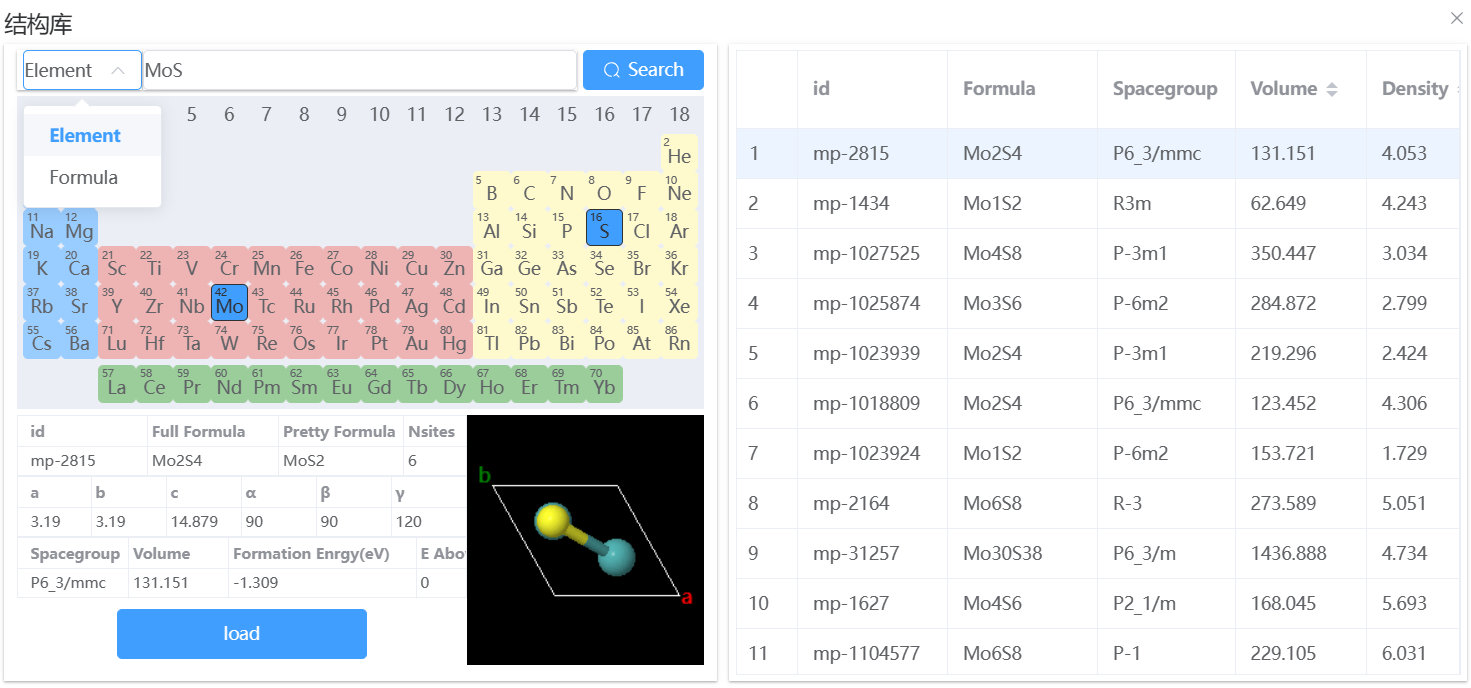 结构库
Element MoS Search
Element
Formula
5 6 7 8 9 10 11 12 13 14 15 16 17 18
2 He
5 B 6 C 7 N 8 O 9 F 10 Ne
11 Na 12 Mg 13 Al 14 Si 15 P 16 S 17 Cl 18 Ar
19 K 20 Ca 21 Sc 22 Ti 23 V 24 Cr 25 Mn 26 Fe 27 Co 28 Ni 29 Cu 30 Zn 31 Ga 32 Ge 33 As 34 Se 35 Br 36 Kr
37 Rb 38 Sr 39 Y 40 Zr 41 Nb 42 Mo 43 Tc 44 Ru 45 Rh 46 Pd 47 Ag 48 Cd 49 In 50 Sn 51 Sb 52 Te 53 I 54 Xe
55 Cs 56 Ba 71 Lu 72 Hf 73 Ta 74 W 75 Re 76 Os 77 Ir 78 Pt 79 Au 80 Hg 81 Tl 82 Pb 83 Bi 84 Po 85 At 86 Rn
57 La 58 Ce 59 Pr 60 Nd 61 Pm 62 Sm 63 Eu 64 Gd 65 Tb 66 Dy 67 Ho 68 Er 69 Tm 70 Yb
id Full Formula Pretty Formula Nsites
mp-2815 Mo2S4 MoS2 6
a b c α β γ
3.19 3.19 14.879 90 90 120
Spacegroup Volume Formation Enrgy(eV) E Abo
P6_3/mmc 131.151 -1.309 0
load
b
a
id Formula Spacegroup Volume Density
1 mp-2815 Mo2S4 P6_3/mmc 131.151 4.053
2 mp-1434 Mo1S2 R3m 62.649 4.243
3 mp-1027525 Mo4S8 P-3m1 350.447 3.034
4 mp-1025874 Mo3S6 P-6m2 284.872 2.799
5 mp-1023939 Mo2S4 P-3m1 219.296 2.424
6 mp-1018809 Mo2S4 P6_3/mmc 123.452 4.306
7 mp-1023924 Mo1S2 P-6m2 153.721 1.729
8 mp-2164 Mo6S8 R-3 273.589 5.051
9 mp-31257 Mo30S38 P6_3/m 1436.888 4.734
10 mp-1627 Mo4S6 P2_1/m 168.045 5.693
11 mp-1104577 Mo6S8 P-1 229.105 6.031